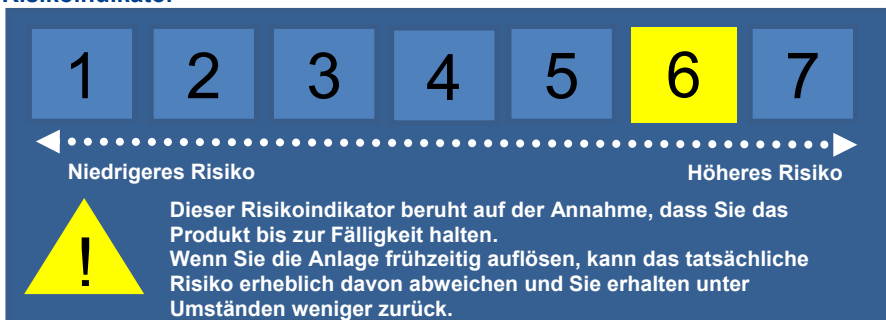 Risikoindikator
1 2 3 4 5 6 7
Niedrigeres Risiko Höheres Risiko
!
Dieser Risikoindikator beruht auf der Annahme, dass Sie das
Produkt bis zur Fälligkeit halten.
Wenn Sie die Anlage frühzeitig auflösen, kann das tatsächliche
Risiko erheblich davon abweichen und Sie erhalten unter
Umständen weniger zurück.